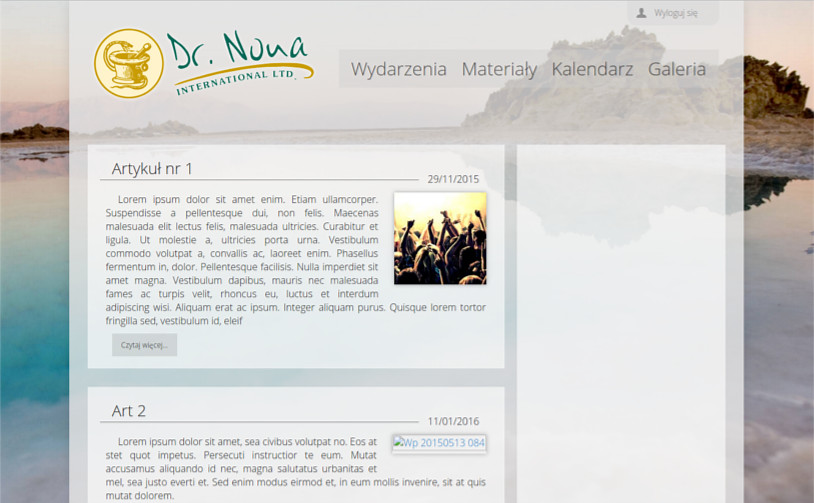 Wyloguj się
Dr. Nona
INTERNATIONAL LTD.
Wydarzenia Materiały Kalendarz Galeria
Artykuł nr 1
29/11/2015
Lorem ipsum dolor sit amet enim. Etiam ullamcorper.
Suspendisse a pellentesque dui, non felis. Maecenas
malesuada elit lectus felis, malesuada ultricies. Curabitur et
ligula. Ut molestie a, ultricies porta urna. Vestibulum
commodo volutpat a, convallis ac, laoreet enim. Phasellus
fermentum in, dolor. Pellentesque facilisis. Nulla imperdiet sit
amet magna. Vestibulum dapibus, mauris nec malesuada
fames ac turpis velit, rhoncus eu, luctus et interdum
adipiscing wisi. Aliquam erat ac ipsum. Integer aliquam purus. Quisque lorem tortor
fringilla sed, vestibulum id, eleif
Czytaj więcej...
Art 2
11/01/2016
Lorem ipsum dolor sit amet, sea civibus volutpat no. Eos at
stet quot impetus. Persecuti instructior te eum. Mutat
accusamus aliquando id nec, magna salutatus urbanitas et
mel, sea justo everti et. Sed enim modus eirmod et, in eum mollis invenire, sit at quis
mutat dolorem.
Wp 20150513 084